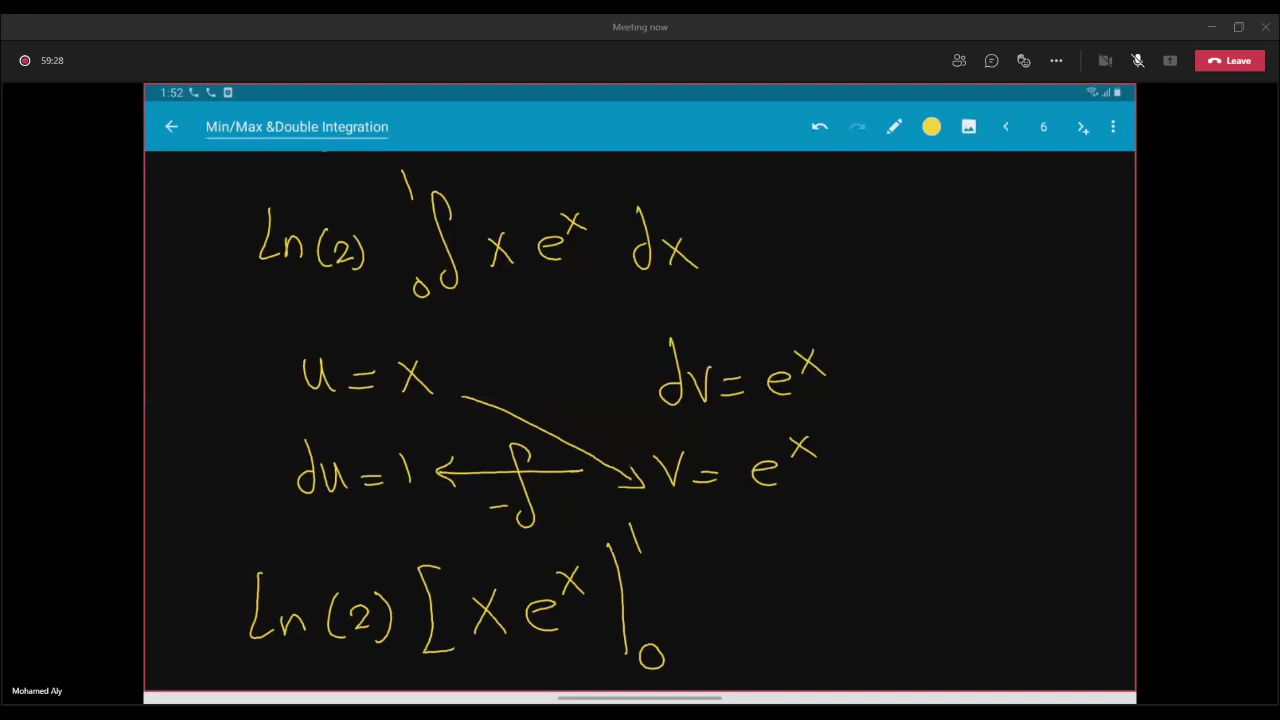 Meeting now
59:28
Leave
1:52
Min/Max &Double Integration
6
Ln(2) ∫₀¹ x eˣ dx
u = x dv = eˣ
du = 1 -∫ v = eˣ
Ln(2) [ x eˣ |₀¹
Mohamed Aly